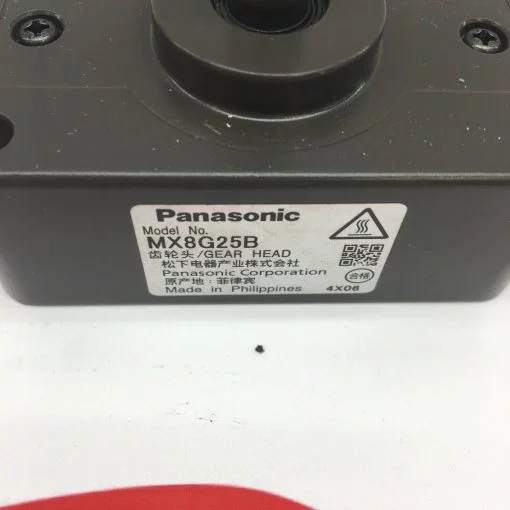 Panasonic
Model No.
MX8G25B
齿轮头/GEAR HEAD
松下电器产业株式会社
Panasonic Corporation
原产地:菲律宾
Made in Philippines
合格
4X06